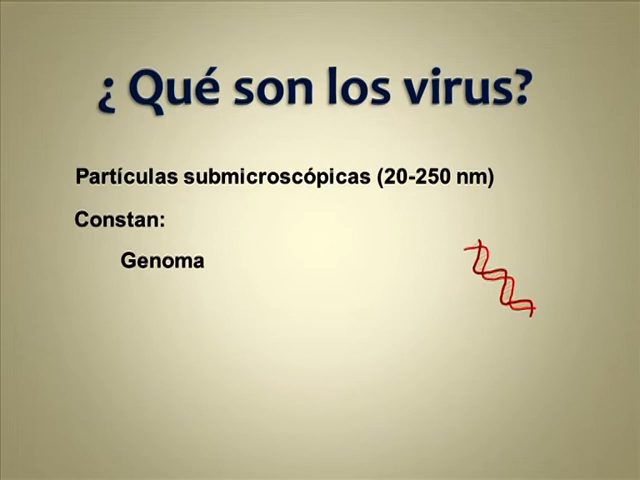 ¿ Qué son los virus?
Partículas submicroscópicas (20-250 nm)
Constan:
Genoma